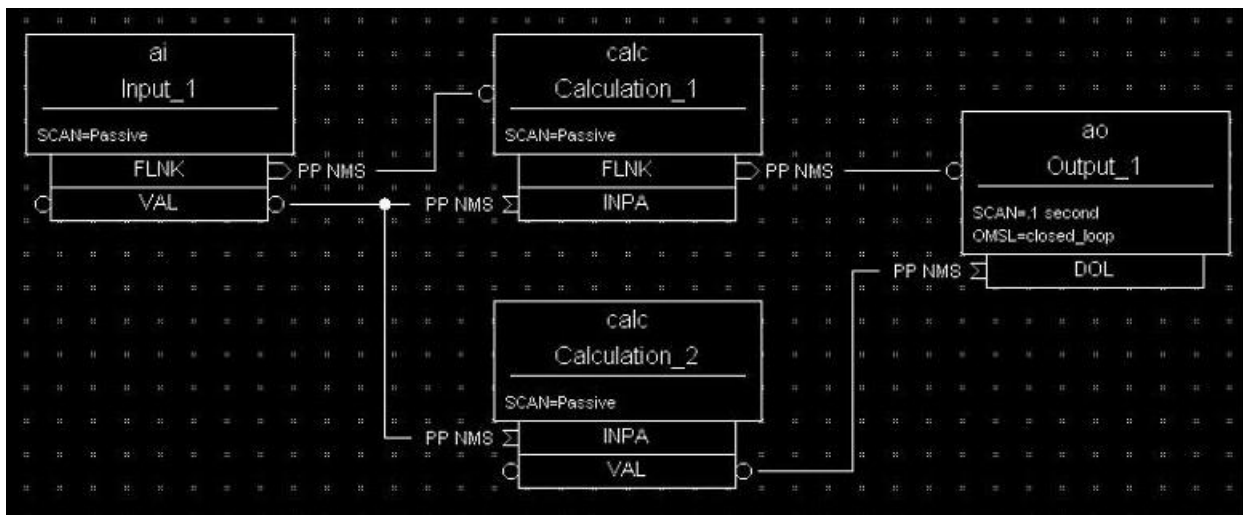 ai
Input_1
SCAN=Passive
FLNK
PP NMS
VAL
calc
Calculation_1
SCAN=Passive
FLNK
PP NMS
PP NMS
INPA
ao
Output_1
SCAN=.1 second
OMSL=closed_loop
PP NMS
DOL
calc
Calculation_2
SCAN=Passive
PP NMS
INPA
VAL